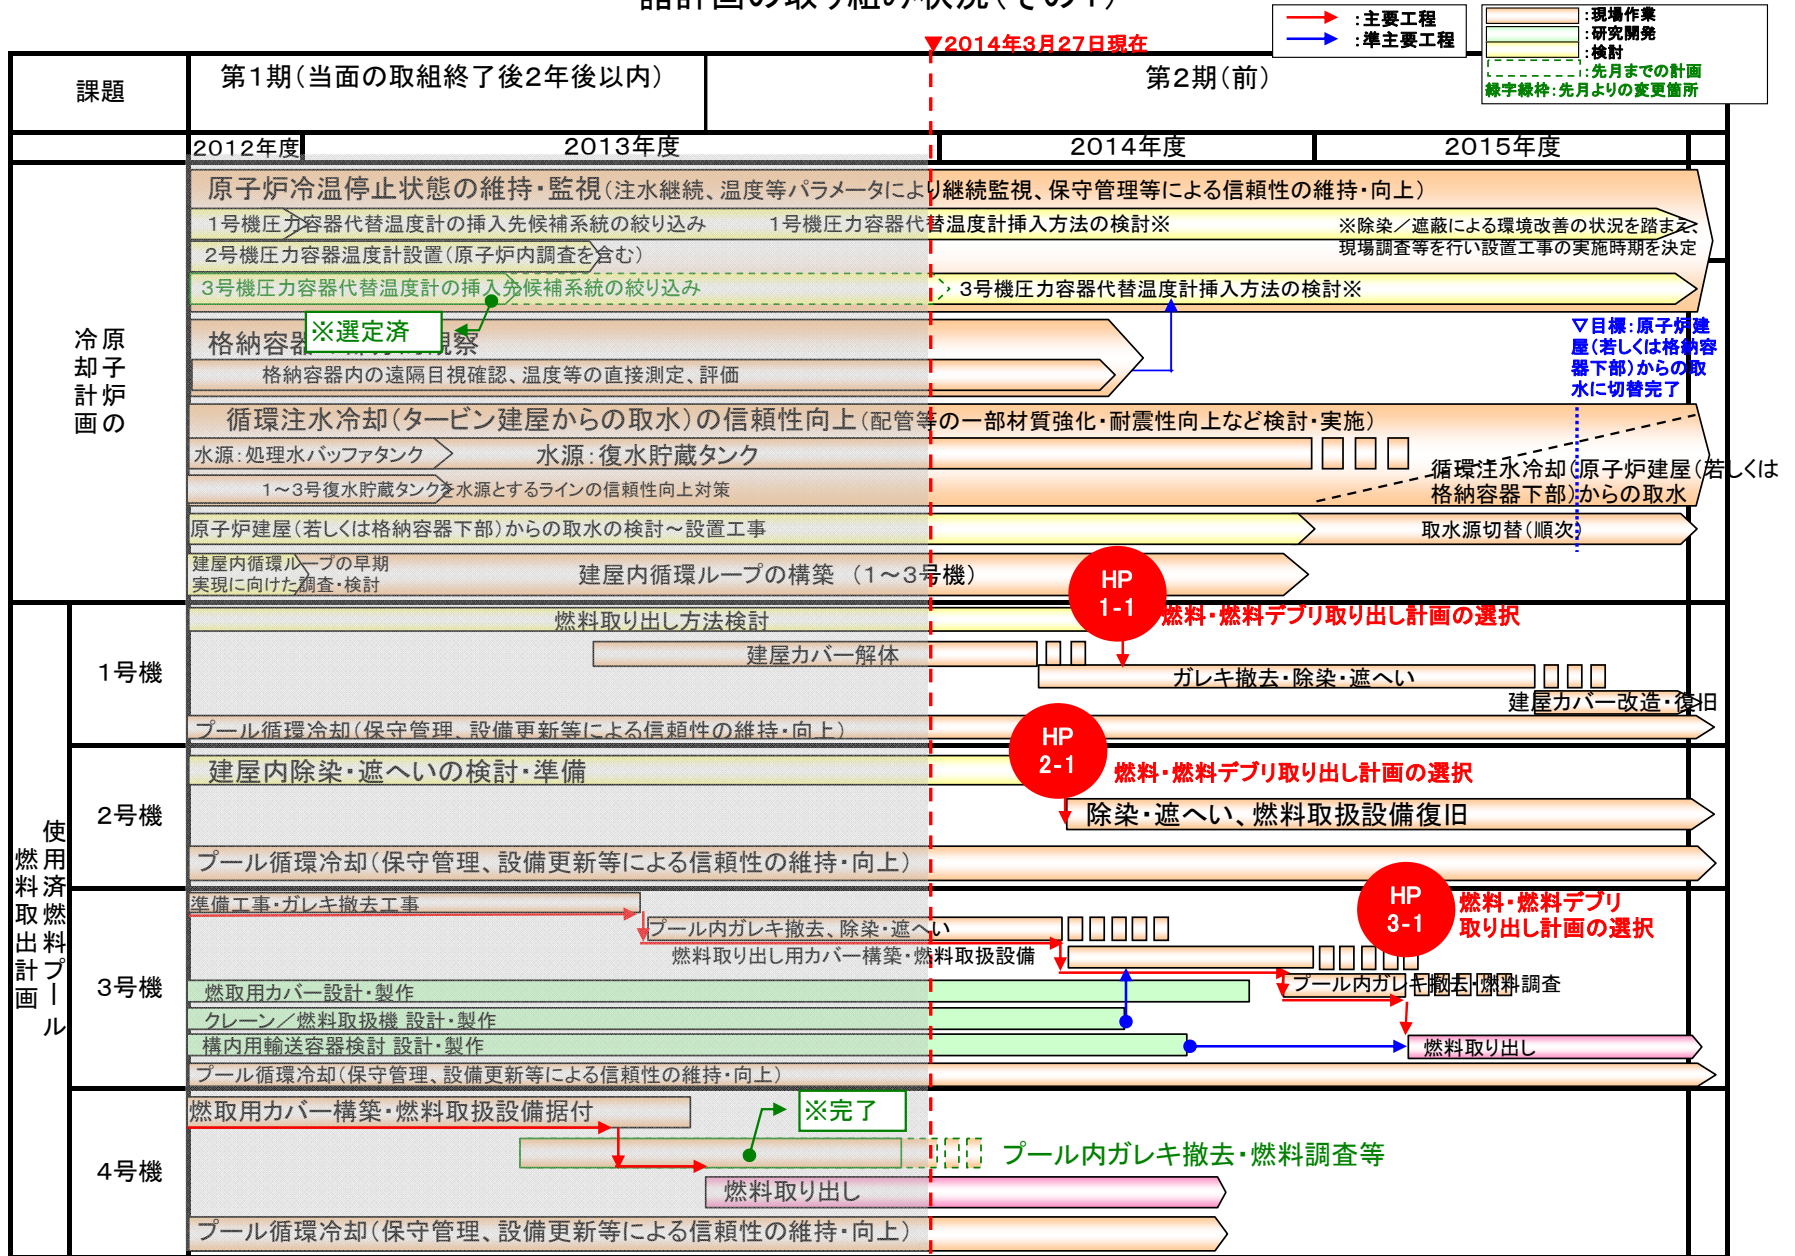 諸計画の取り組み状況(その1)
:主要工程
:準主要工程
:現場作業
:研究開発
:検討
:先月までの計画
緑字緑枠:先月よりの変更箇所
▼2014年3月27日現在
課題
第1期(当面の取組終了後2年後以内)
第2期(前)
2012年度
2013年度
2014年度
2015年度
原子炉の冷却計画
原子炉冷温停止状態の維持・監視(注水継続、温度等パラメータにより継続監視、保守管理等による信頼性の維持・向上)
1号機圧力容器代替温度計の挿入先候補系統の絞り込み
1号機圧力容器代替温度計挿入方法の検討※
※除染/遮蔽による環境改善の状況を踏まえ、
現場調査等を行い設置工事の実施時期を決定
2号機圧力容器温度計設置(原子炉内調査を含む)
3号機圧力容器代替温度計の挿入先候補系統の絞り込み
3号機圧力容器代替温度計挿入方法の検討※
※選定済
格納容器
観察
格納容器内の遠隔目視確認、温度等の直接測定、評価
▽目標:原子炉建
屋(若しくは格納容
器下部)からの取
水に切替完了
循環注水冷却(タービン建屋からの取水)の信頼性向上(配管等の一部材質強化・耐震性向上など検討・実施)
水源:処理水バッファタンク
水源:復水貯蔵タンク
循環注水冷却(原子炉建屋(若しくは
格納容器下部)からの取水
1~3号復水貯蔵タンクを水源とするラインの信頼性向上対策
原子炉建屋(若しくは格納容器下部)からの取水の検討~設置工事
取水源切替(順次)
建屋内循環ループの早期
実現に向けた調査・検討
建屋内循環ループの構築 (1~3号機)
使用済燃料プール
燃料取出計画
1号機
燃料取り出し方法検討
HP
1-1
燃料・燃料デブリ取り出し計画の選択
建屋カバー解体
ガレキ撤去・除染・遮へい
建屋カバー改造・復旧
プール循環冷却(保守管理、設備更新等による信頼性の維持・向上)
2号機
建屋内除染・遮へいの検討・準備
HP
2-1
燃料・燃料デブリ取り出し計画の選択
除染・遮へい、燃料取扱設備復旧
プール循環冷却(保守管理、設備更新等による信頼性の維持・向上)
3号機
準備工事・ガレキ撤去工事
HP
3-1
燃料・燃料デブリ
取り出し計画の選択
プール内ガレキ撤去、除染・遮へい
燃料取り出し用カバー構築・燃料取扱設備
プール内ガレキ撤去・燃料調査
燃取用カバー設計・製作
クレーン/燃料取扱機 設計・製作
構内用輸送容器検討 設計・製作
燃料取り出し
プール循環冷却(保守管理、設備更新等による信頼性の維持・向上)
4号機
燃取用カバー構築・燃料取扱設備据付
※完了
プール内ガレキ撤去・燃料調査等
燃料取り出し
プール循環冷却(保守管理、設備更新等による信頼性の維持・向上)